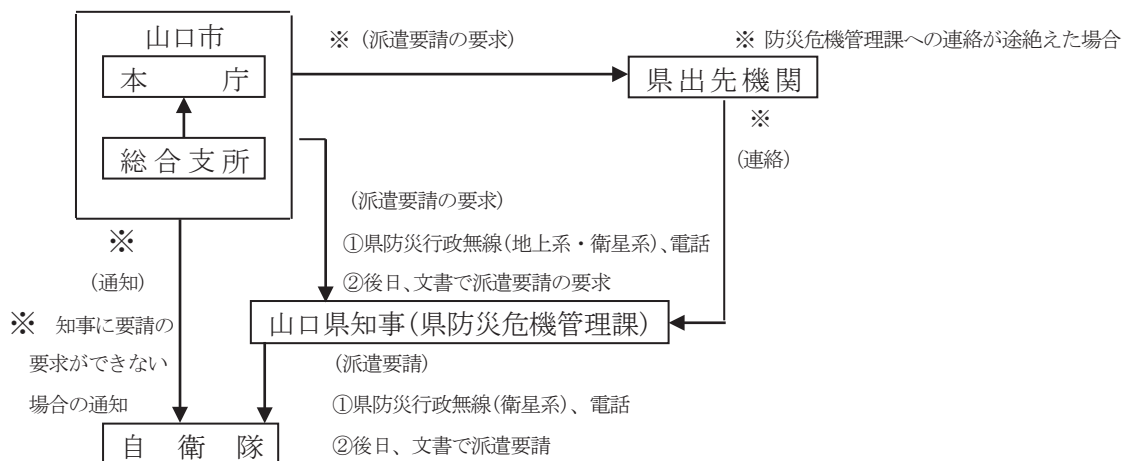 山口市
※ (派遣要請の要求)
※ 防災危機管理課への連絡が途絶えた場合
本　　庁
県出先機関
※
総合支所
(連絡)
(派遣要請の要求)
※
①県防災行政無線(地上系・衛星系)、電話
(通知)
②後日、文書で派遣要請の要求
※ 知事に要請の
山口県知事(県防災危機管理課)
要求ができない
(派遣要請)
場合の通知
①県防災行政無線(衛星系)、電話
自　衛　隊
②後日、文書で派遣要請